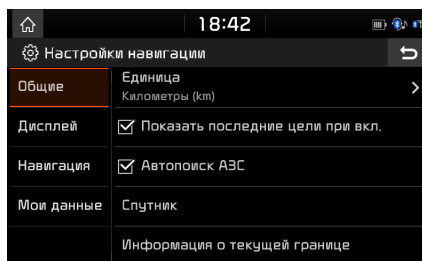 18:42
Настройки навигации
Общие
Единица
Километры (km)
Дисплей
Показать последние цели при вкл.
Навигация
Автопоиск АЗС
Мои данные
Спутник
Информация о текущей границе